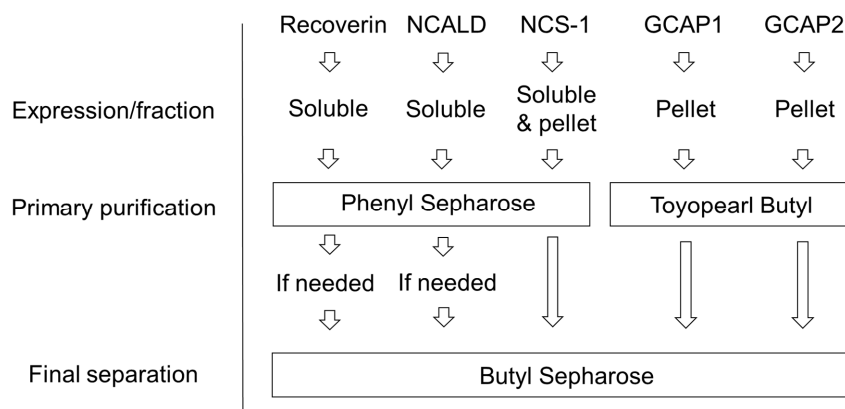 Recoverin NCALD NCS-1 GCAP1 GCAP2
Expression/fraction Soluble Soluble Soluble & pellet Pellet Pellet
Primary purification Phenyl Sepharose Toyopearl Butyl
If needed If needed
Final separation Butyl Sepharose